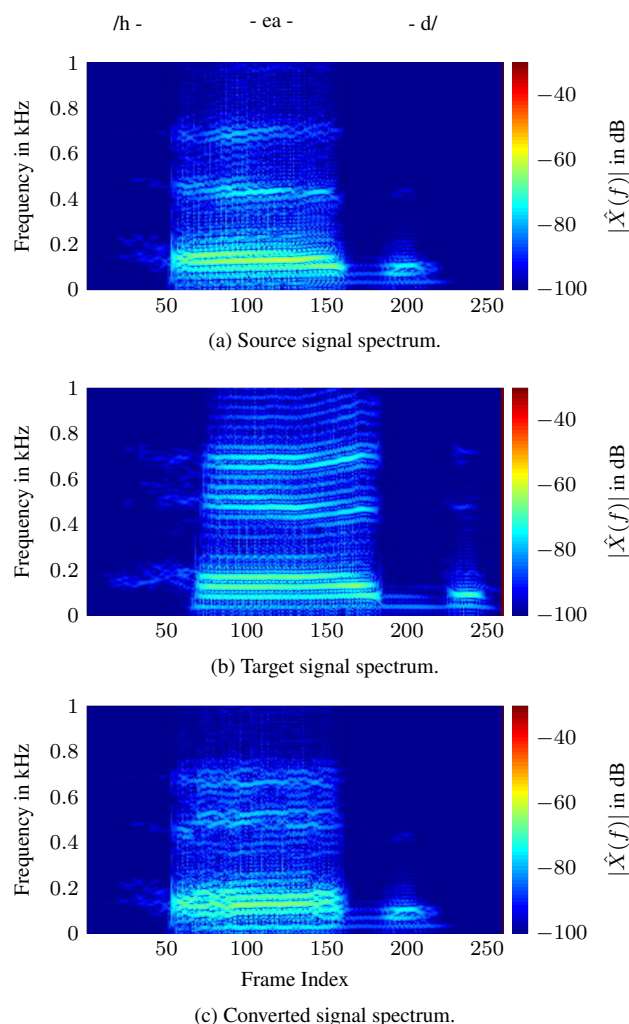 /h - - ea - - d/
1
0.8
0.6
0.4
0.2
0
Frequency in kHz
50 100 150 200 250
−40
−60
−80
−100
|X̂(f)| in dB
(a) Source signal spectrum.
1
0.8
0.6
0.4
0.2
0
Frequency in kHz
50 100 150 200 250
−40
−60
−80
−100
|X̂(f)| in dB
(b) Target signal spectrum.
1
0.8
0.6
0.4
0.2
0
Frequency in kHz
50 100 150 200 250
−40
−60
−80
−100
|X̂(f)| in dB
Frame Index
(c) Converted signal spectrum.